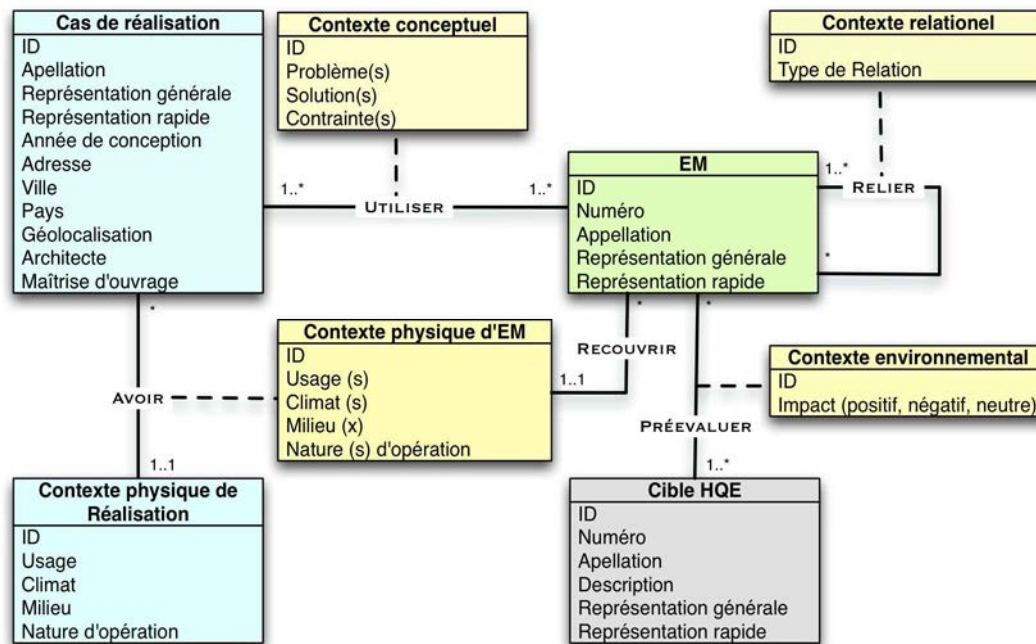 Cas de réalisation
ID
Apellation
Représentation générale
Représentation rapide
Année de conception
Adresse
Ville
Pays
Géolocalisation
Architecte
Maîtrise d'ouvrage
Contexte conceptuel
ID
Problème(s)
Solution(s)
Contrainte(s)
Contexte relationel
ID
Type de Relation
1..*
UTILISER
1..*
EM
ID
Numéro
Appellation
Représentation générale
Représentation rapide
1..*
RELIER
*
*
AVOIR
1..1
Contexte physique d'EM
ID
Usage (s)
Climat (s)
Milieu (x)
Nature (s) d'opération
*
RECOUVRIR
1..1
*
PRÉEVALUER
1..*
Contexte environnemental
ID
Impact (positif, négatif, neutre)
Contexte physique de
Réalisation
ID
Usage
Climat
Milieu
Nature d'opération
Cible HQE
ID
Numéro
Apellation
Description
Représentation générale
Représentation rapide